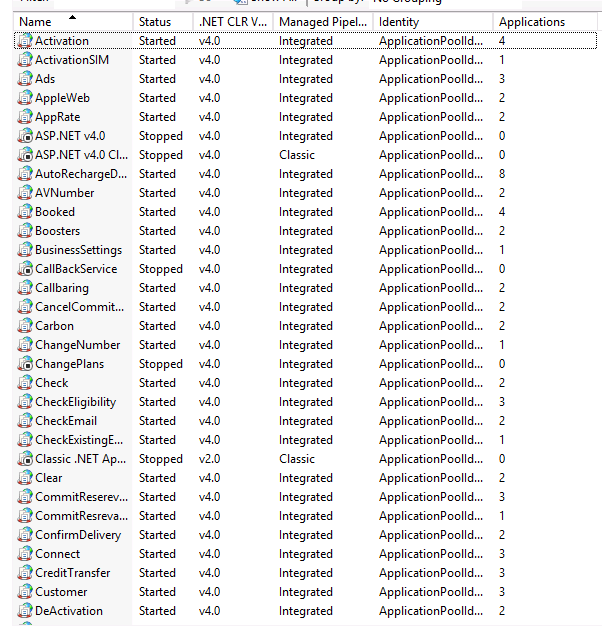 Show All Group by: No Grouping
Name Status .NET CLR V... Managed Pipel... Identity Applications
Activation Started v4.0 Integrated ApplicationPoolId... 4
ActivationSIM Started v4.0 Integrated ApplicationPoolId... 1
Ads Started v4.0 Integrated ApplicationPoolId... 3
AppleWeb Started v4.0 Integrated ApplicationPoolId... 2
AppRate Started v4.0 Integrated ApplicationPoolId... 2
ASP.NET v4.0 Stopped v4.0 Integrated ApplicationPoolId... 0
ASP.NET v4.0 Cl... Stopped v4.0 Classic ApplicationPoolId... 0
AutoRechargeD... Started v4.0 Integrated ApplicationPoolId... 8
AVNumber Started v4.0 Integrated ApplicationPoolId... 2
Booked Started v4.0 Integrated ApplicationPoolId... 4
Boosters Started v4.0 Integrated ApplicationPoolId... 2
BusinessSettings Started v4.0 Integrated ApplicationPoolId... 1
CallBackService Stopped v4.0 Integrated ApplicationPoolId... 0
Callbaring Started v4.0 Integrated ApplicationPoolId... 2
CancelCommit... Started v4.0 Integrated ApplicationPoolId... 2
Carbon Started v4.0 Integrated ApplicationPoolId... 2
ChangeNumber Started v4.0 Integrated ApplicationPoolId... 1
ChangePlans Stopped v4.0 Integrated ApplicationPoolId... 0
Check Started v4.0 Integrated ApplicationPoolId... 2
CheckEligibility Started v4.0 Integrated ApplicationPoolId... 3
CheckEmail Started v4.0 Integrated ApplicationPoolId... 2
CheckExistingE... Started v4.0 Integrated ApplicationPoolId... 1
Classic .NET Ap... Stopped v2.0 Classic ApplicationPoolId... 0
Clear Started v4.0 Integrated ApplicationPoolId... 2
CommitReserev... Started v4.0 Integrated ApplicationPoolId... 3
CommitResreva... Started v4.0 Integrated ApplicationPoolId... 1
ConfirmDelivery Started v4.0 Integrated ApplicationPoolId... 2
Connect Started v4.0 Integrated ApplicationPoolId... 3
CreditTransfer Started v4.0 Integrated ApplicationPoolId... 3
Customer Started v4.0 Integrated ApplicationPoolId... 3
DeActivation Started v4.0 Integrated ApplicationPoolId... 2